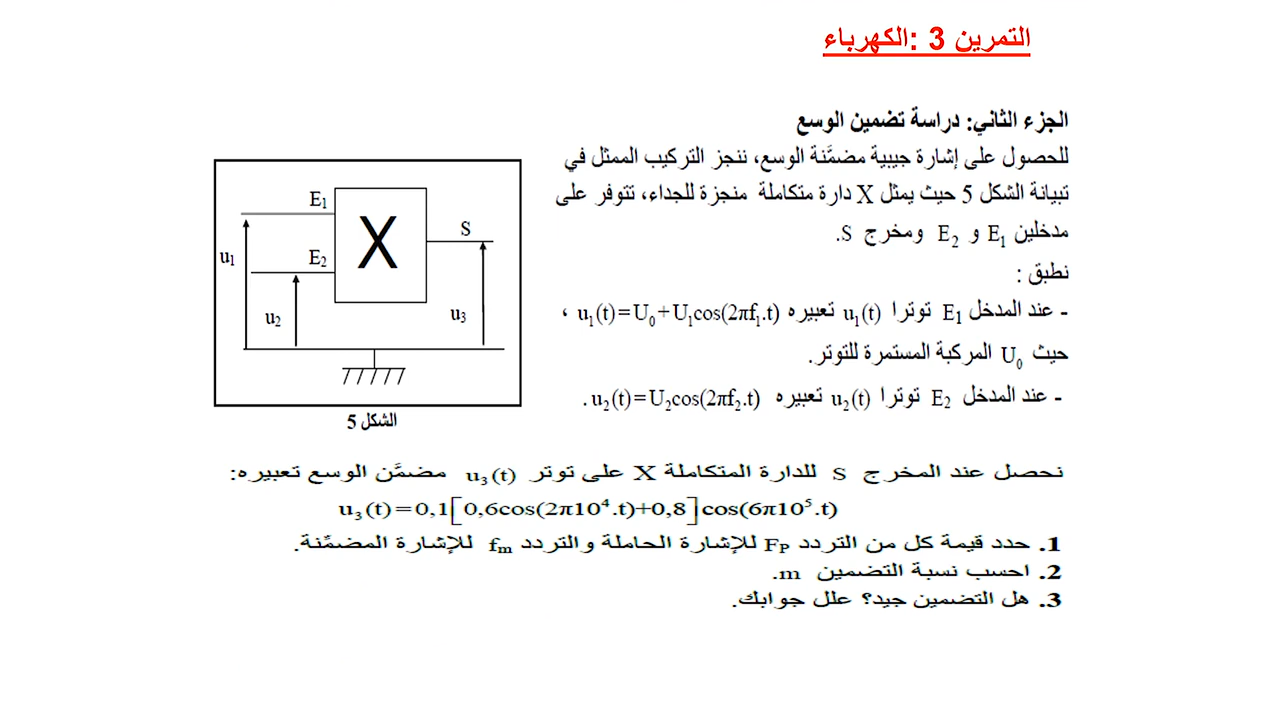 التمرين 3 :الكهرباء
الجزء الثاني: دراسة تضمين الوسع
للحصول على إشارة جيبية مضمَّنة الوسع، ننجز التركيب الممثل في
تبيانة الشكل 5 حيث يمثل X دارة متكاملة منجزة للجداء، تتوفر على
مدخلين E₁ و E₂ ومخرج S.
نطبق :
- عند المدخل E₁ توترا u₁(t) تعبيره u₁(t)=U₀+U₁cos(2πf₁.t) ،
حيث U₀ المركبة المستمرة للتوتر.
- عند المدخل E₂ توترا u₂(t) تعبيره u₂(t)=U₂cos(2πf₂.t) .
E₁
X
S
E₂
u₁
u₂
u₃
الشكل 5
نحصل عند المخرج S للدارة المتكاملة X على توتر u₃(t) مضمَّن الوسع تعبيره:
u₃(t)=0,1[0,6cos(2π10⁴.t)+0,8]cos(6π10⁵.t)
1. حدد قيمة كل من التردد Fₚ للإشارة الحاملة والتردد fₘ للإشارة المضمِّنة.
2. احسب نسبة التضمين m.
3. هل التضمين جيد؟ علل جوابك.